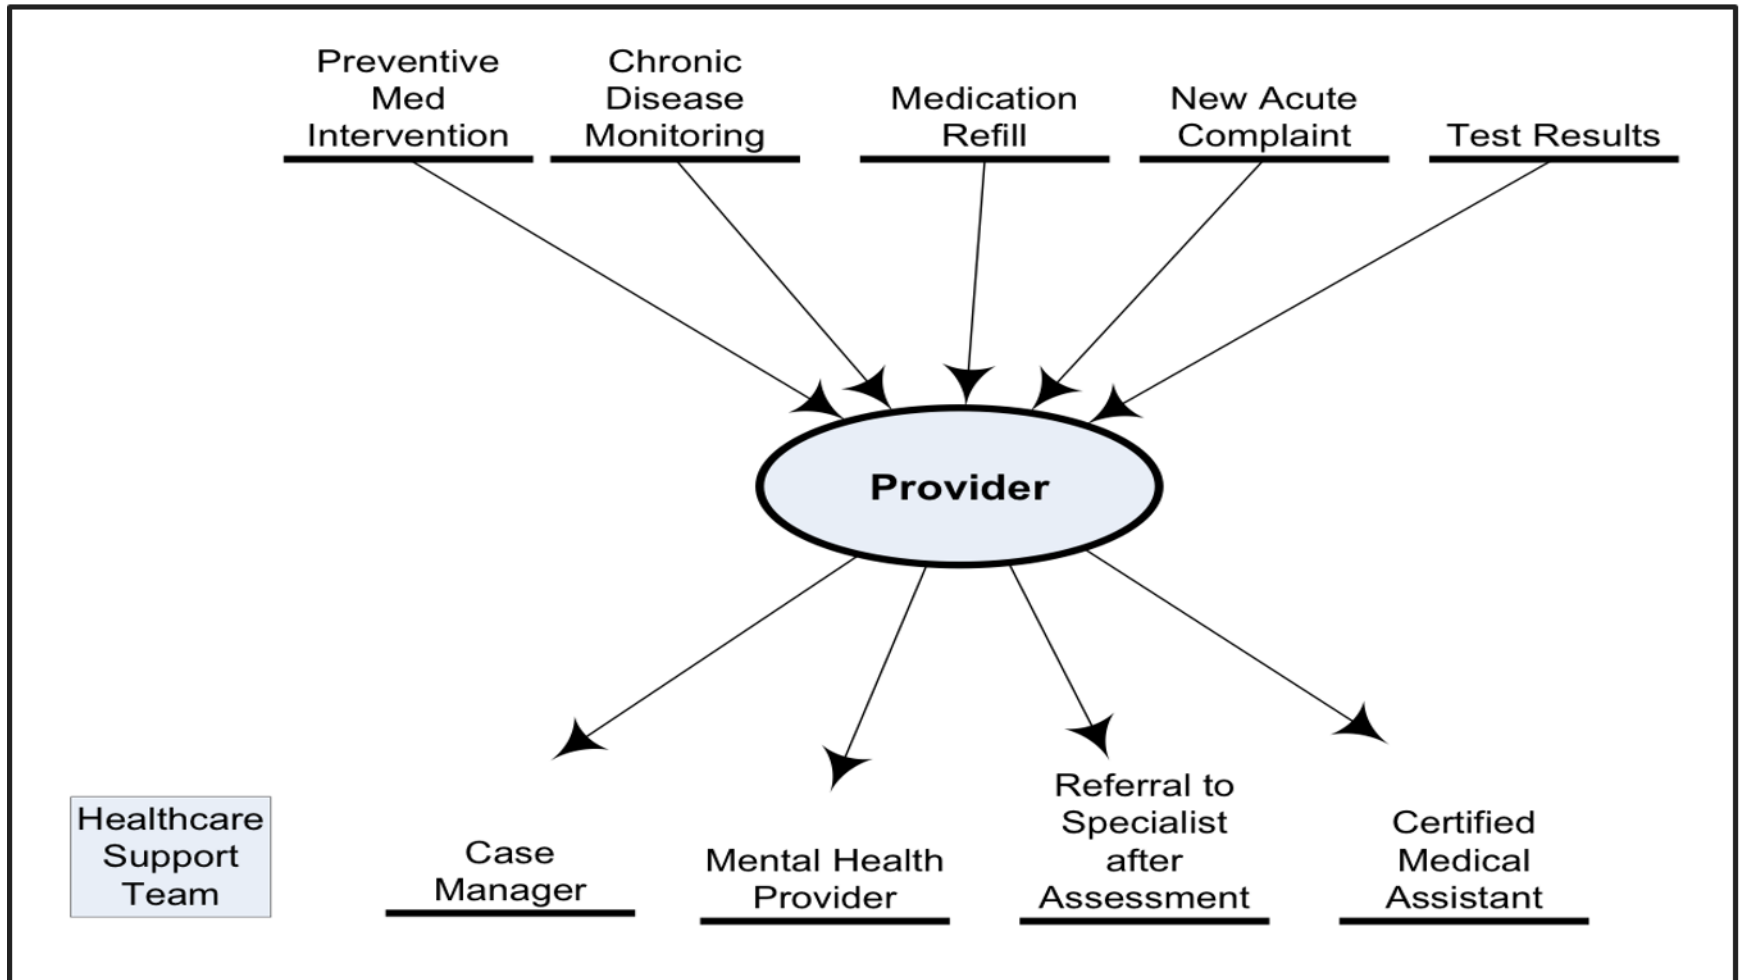 Preventive
Med
Intervention
Chronic
Disease
Monitoring
Medication
Refill
New Acute
Complaint
Test Results
Provider
Healthcare
Support
Team
Case
Manager
Mental Health
Provider
Referral to
Specialist
after
Assessment
Certified
Medical
Assistant